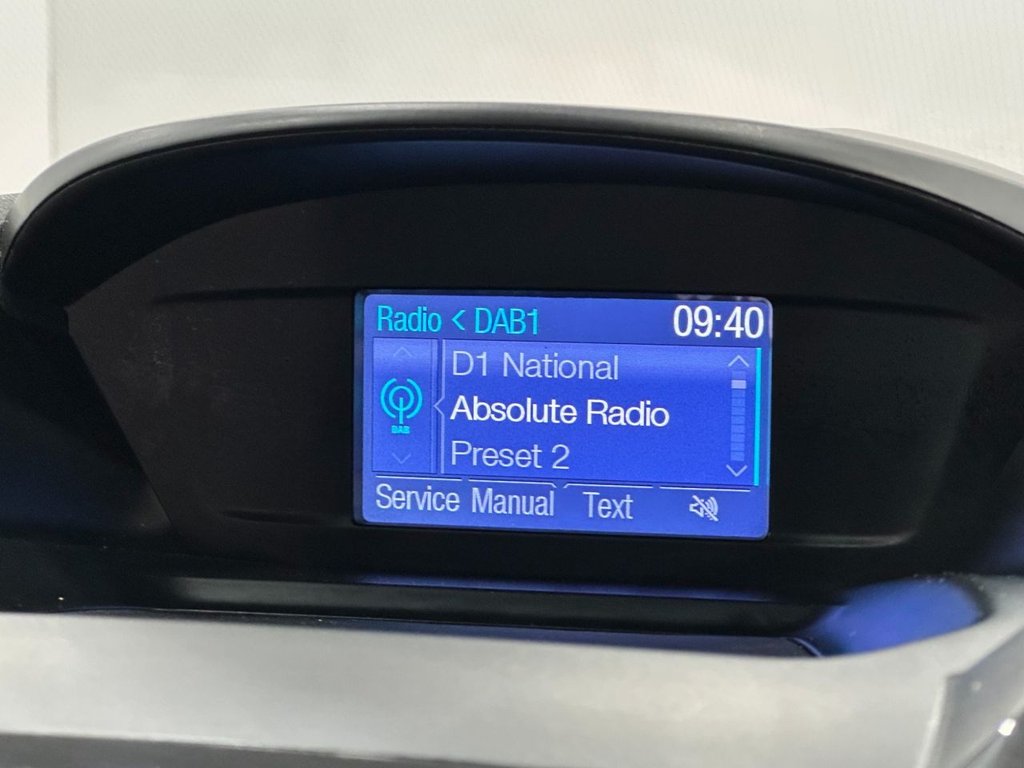 Radio < DAB1 09:40
D1 National
Absolute Radio
DAB
Preset 2
Service Manual Text